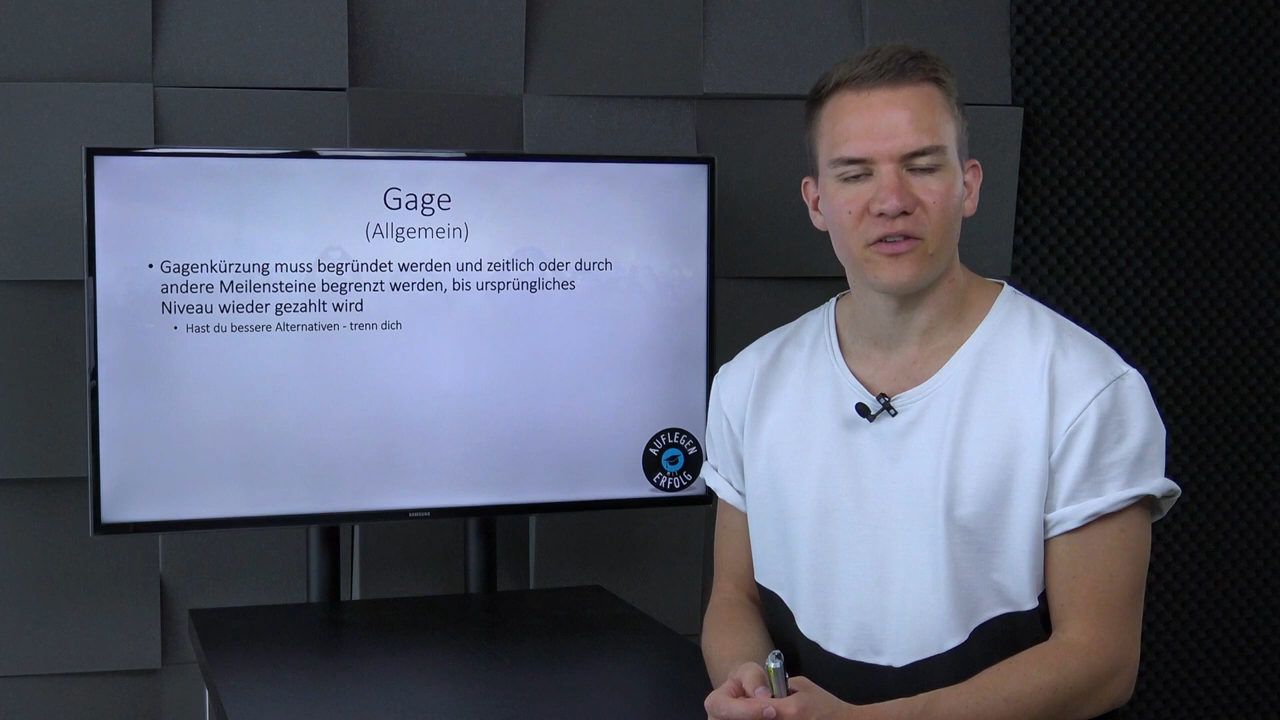 Gage
(Allgemein)
• Gagenkürzung muss begründet werden und zeitlich oder durch
andere Meilensteine begrenzt werden, bis ursprüngliches
Niveau wieder gezahlt wird
• Hast du bessere Alternativen - trenn dich
AUFLEGEN
MIT
ERFOLG
SAMSUNG